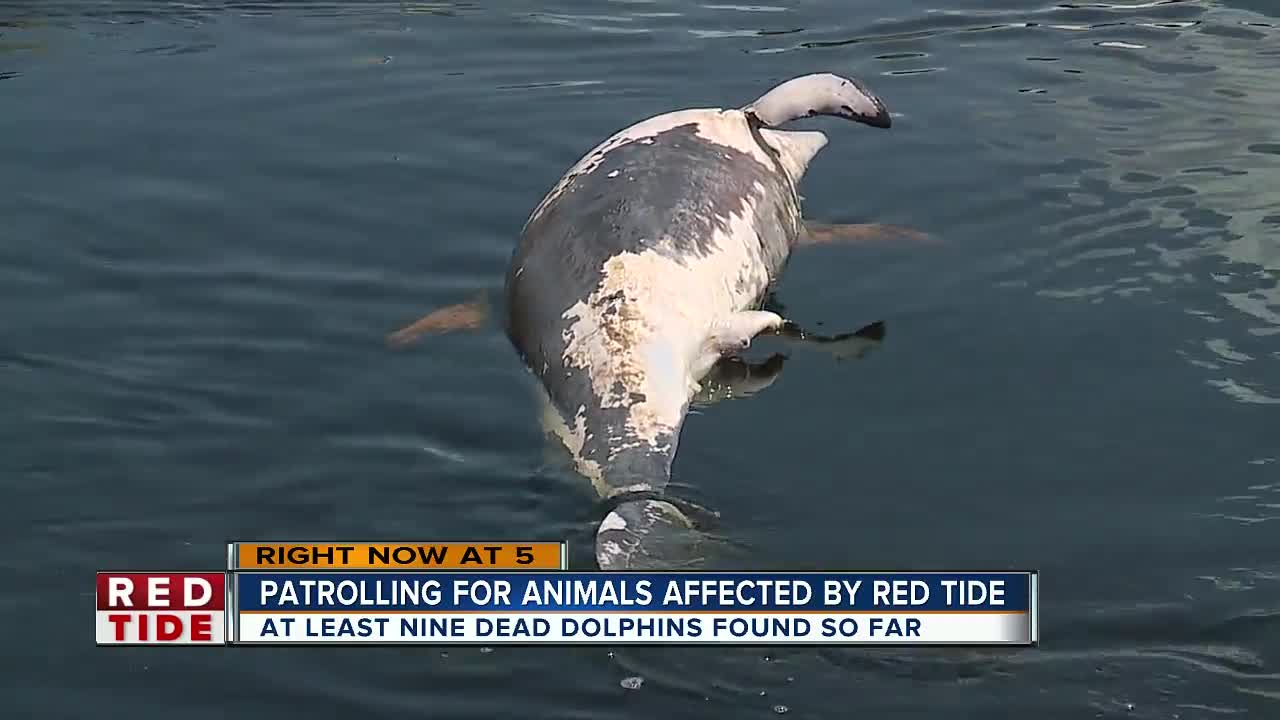 RIGHT NOW AT 5
RED
TIDE
PATROLLING FOR ANIMALS AFFECTED BY RED TIDE
AT LEAST NINE DEAD DOLPHINS FOUND SO FAR